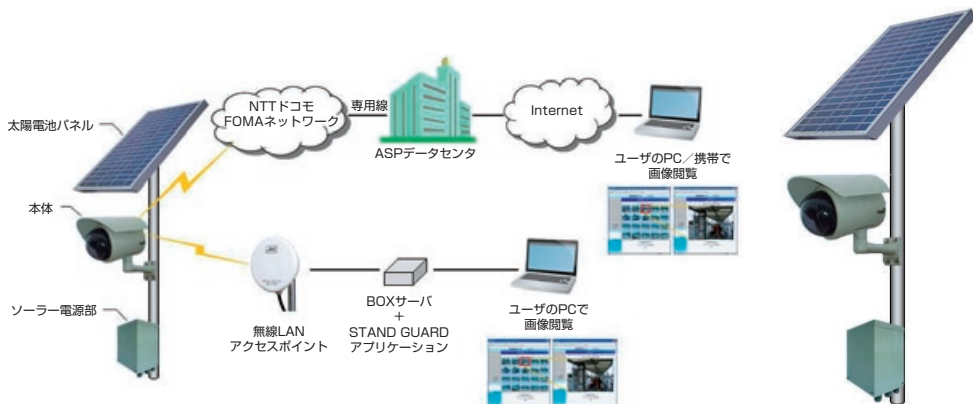 太陽電池パネル
本体
ソーラー電源部
NTTドコモ
FOMAネットワーク
専用線
ASPデータセンタ
Internet
ユーザのPC／携帯で
画像閲覧
無線LAN
アクセスポイント
BOXサーバ
+
STAND GUARD
アプリケーション
ユーザのPCで
画像閲覧